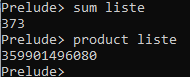 Prelude> sum liste
373
Prelude> product liste
359901496080
Prelude>